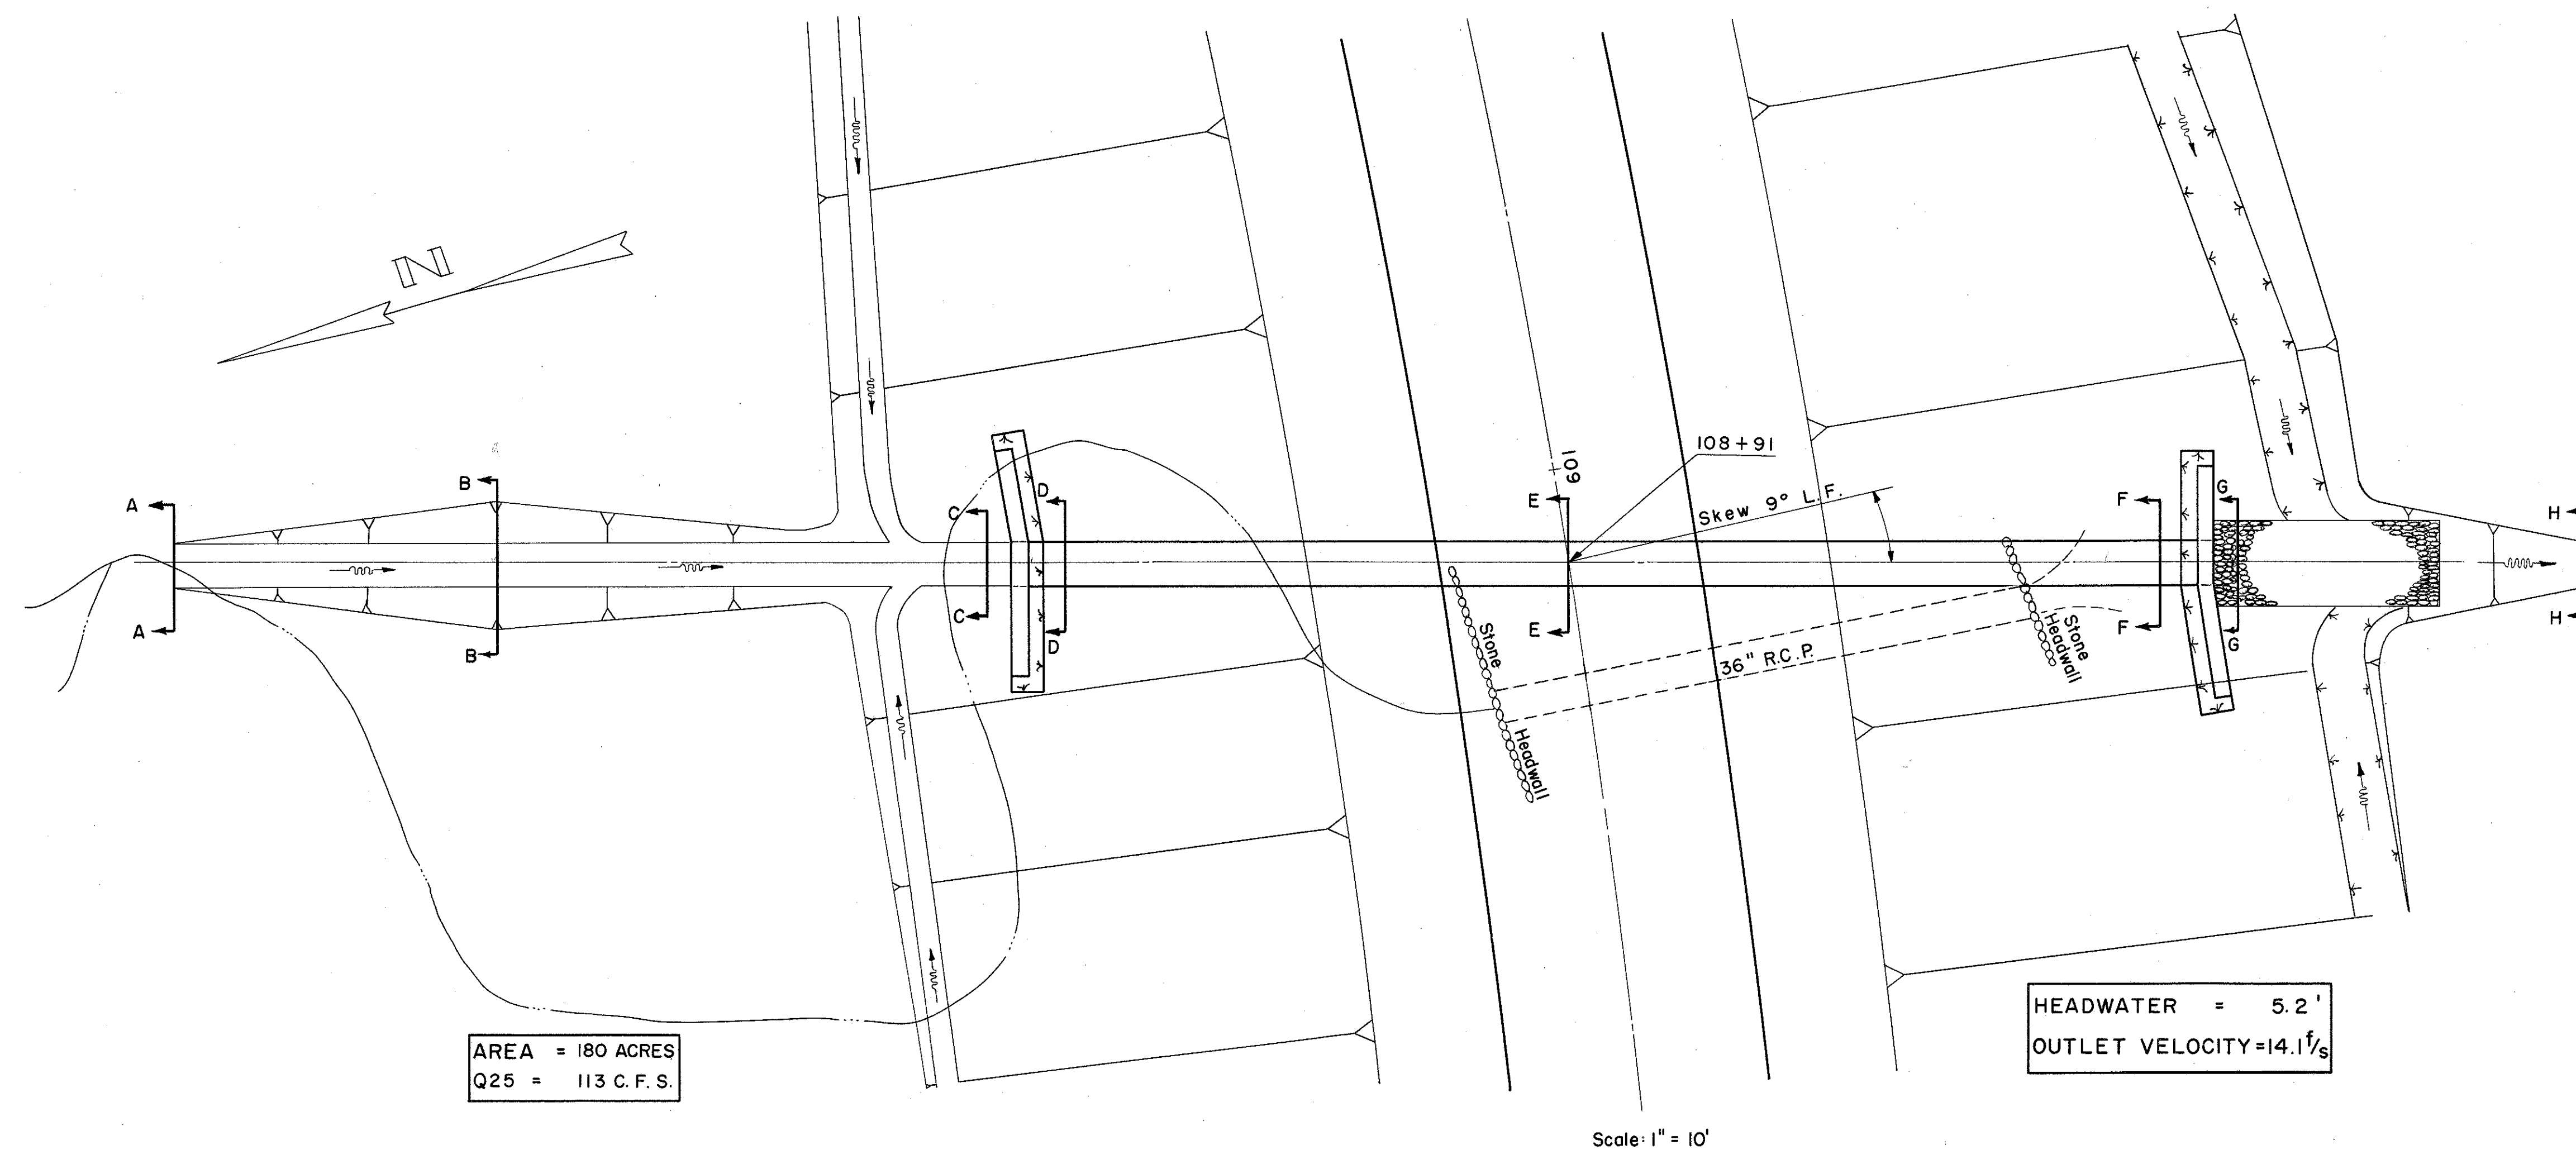 N
A
A
B
B
C
C
D
D
109
108+91
E
E
Skew 9° L.F.
Stone
Headwall
36" R.C.P.
Stone
Headwall
F
F
G
G
H
H
AREA = 180 ACRES
Q25 = 113 C. F. S.
HEADWATER = 5.2'
OUTLET VELOCITY = 14.1 f/s
Scale: 1" = 10'